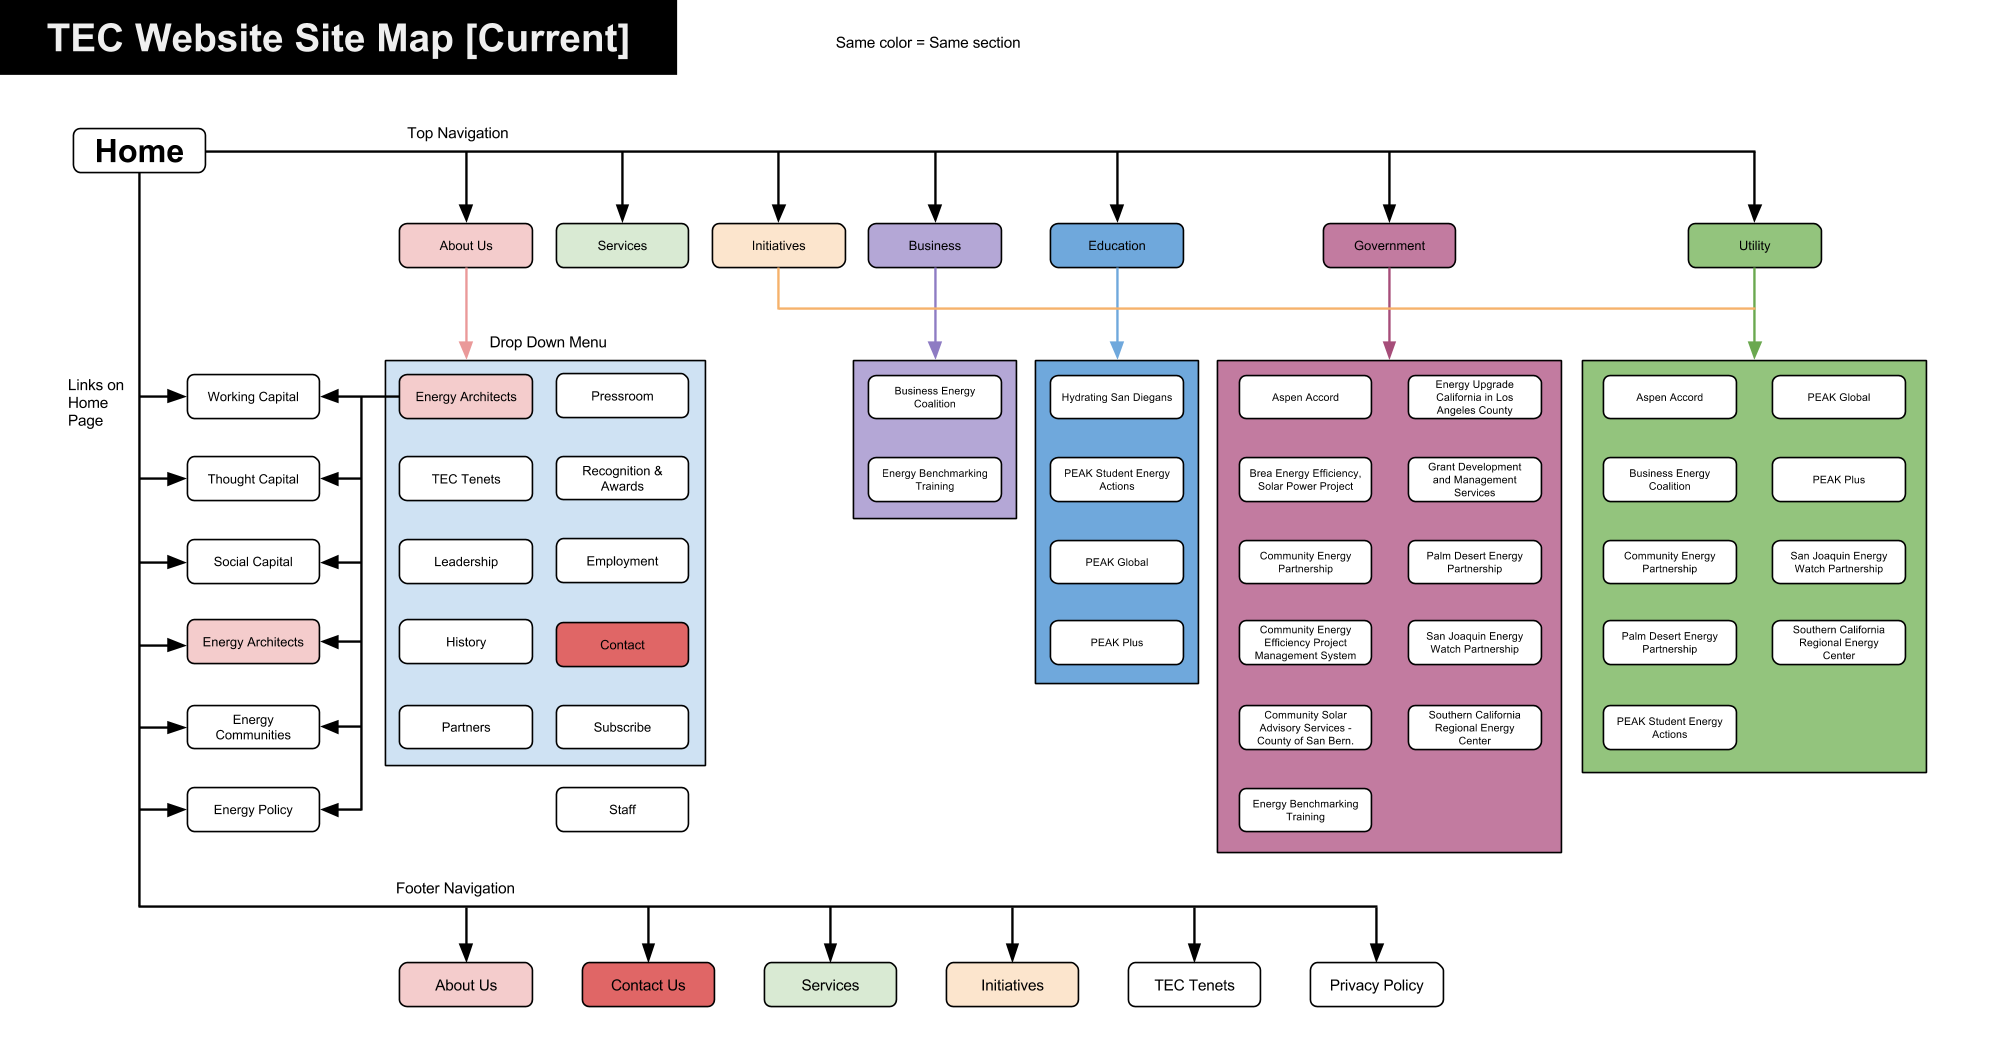 TEC Website Site Map [Current]
Same color = Same section
Home
Top Navigation
About Us
Services
Initiatives
Business
Education
Government
Utility
Drop Down Menu
Links on
Home
Page
Working Capital
Thought Capital
Social Capital
Energy Architects
Energy
Communities
Energy Policy
Energy Architects
Pressroom
TEC Tenets
Recognition &
Awards
Leadership
Employment
History
Contact
Partners
Subscribe
Staff
Business Energy
Coalition
Energy Benchmarking
Training
Hydrating San Diegans
PEAK Student Energy
Actions
PEAK Global
PEAK Plus
Aspen Accord
Energy Upgrade
California in Los
Angeles County
Brea Energy Efficiency,
Solar Power Project
Grant Development
and Management
Services
Community Energy
Partnership
Palm Desert Energy
Partnership
Community Energy
Efficiency Project
Management System
San Joaquin Energy
Watch Partnership
Community Solar
Advisory Services -
County of San Bern.
Southern California
Regional Energy
Center
Energy Benchmarking
Training
Aspen Accord
PEAK Global
Business Energy
Coalition
PEAK Plus
Community Energy
Partnership
San Joaquin Energy
Watch Partnership
Palm Desert Energy
Partnership
Southern California
Regional Energy
Center
PEAK Student Energy
Actions
Footer Navigation
About Us
Contact Us
Services
Initiatives
TEC Tenets
Privacy Policy